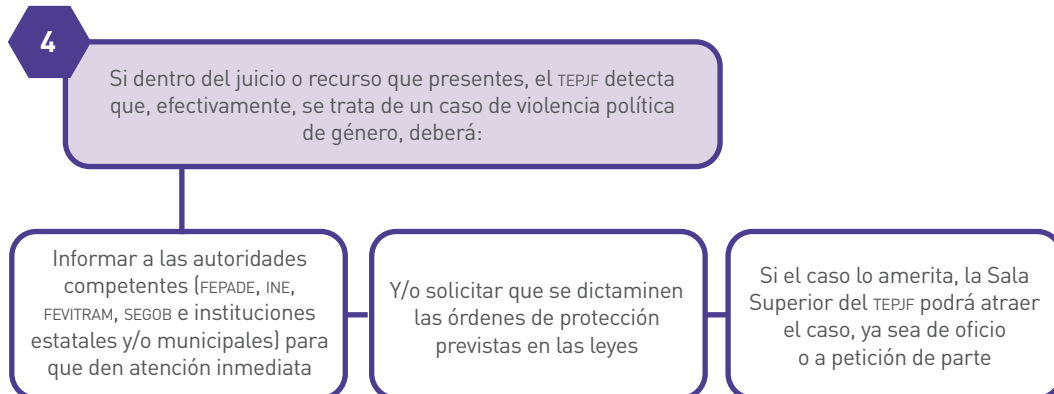 4
Si dentro del juicio o recurso que presentes, el TEPJF detecta
que, efectivamente, se trata de un caso de violencia política
de género, deberá:
Informar a las autoridades
competentes (FEPADE, INE,
FEVITRAM, SEGOB e instituciones
estatales y/o municipales) para
que den atención inmediata
Y/o solicitar que se dictaminen
las órdenes de protección
previstas en las leyes
Si el caso lo amerita, la Sala
Superior del TEPJF podrá atraer
el caso, ya sea de oficio
o a petición de parte